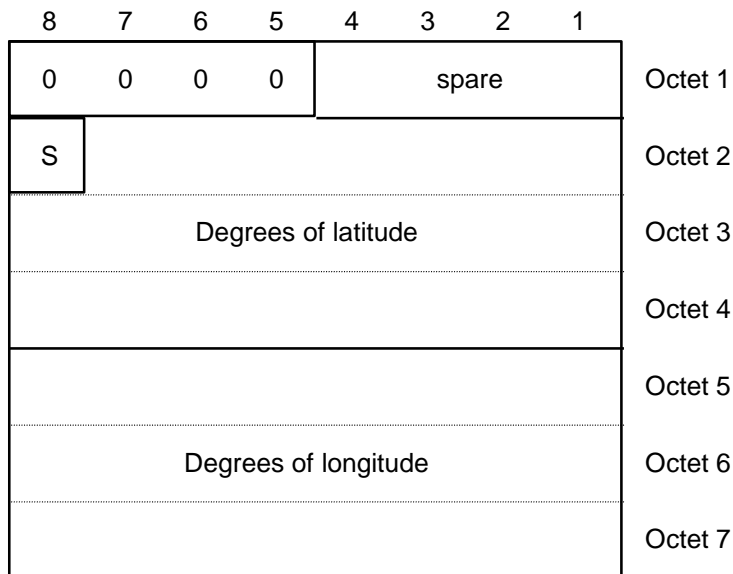 8 7 6 5 4 3 2 1
0 0 0 0 spare Octet 1
S Octet 2
Degrees of latitude Octet 3
Octet 4
Octet 5
Degrees of longitude Octet 6
Octet 7